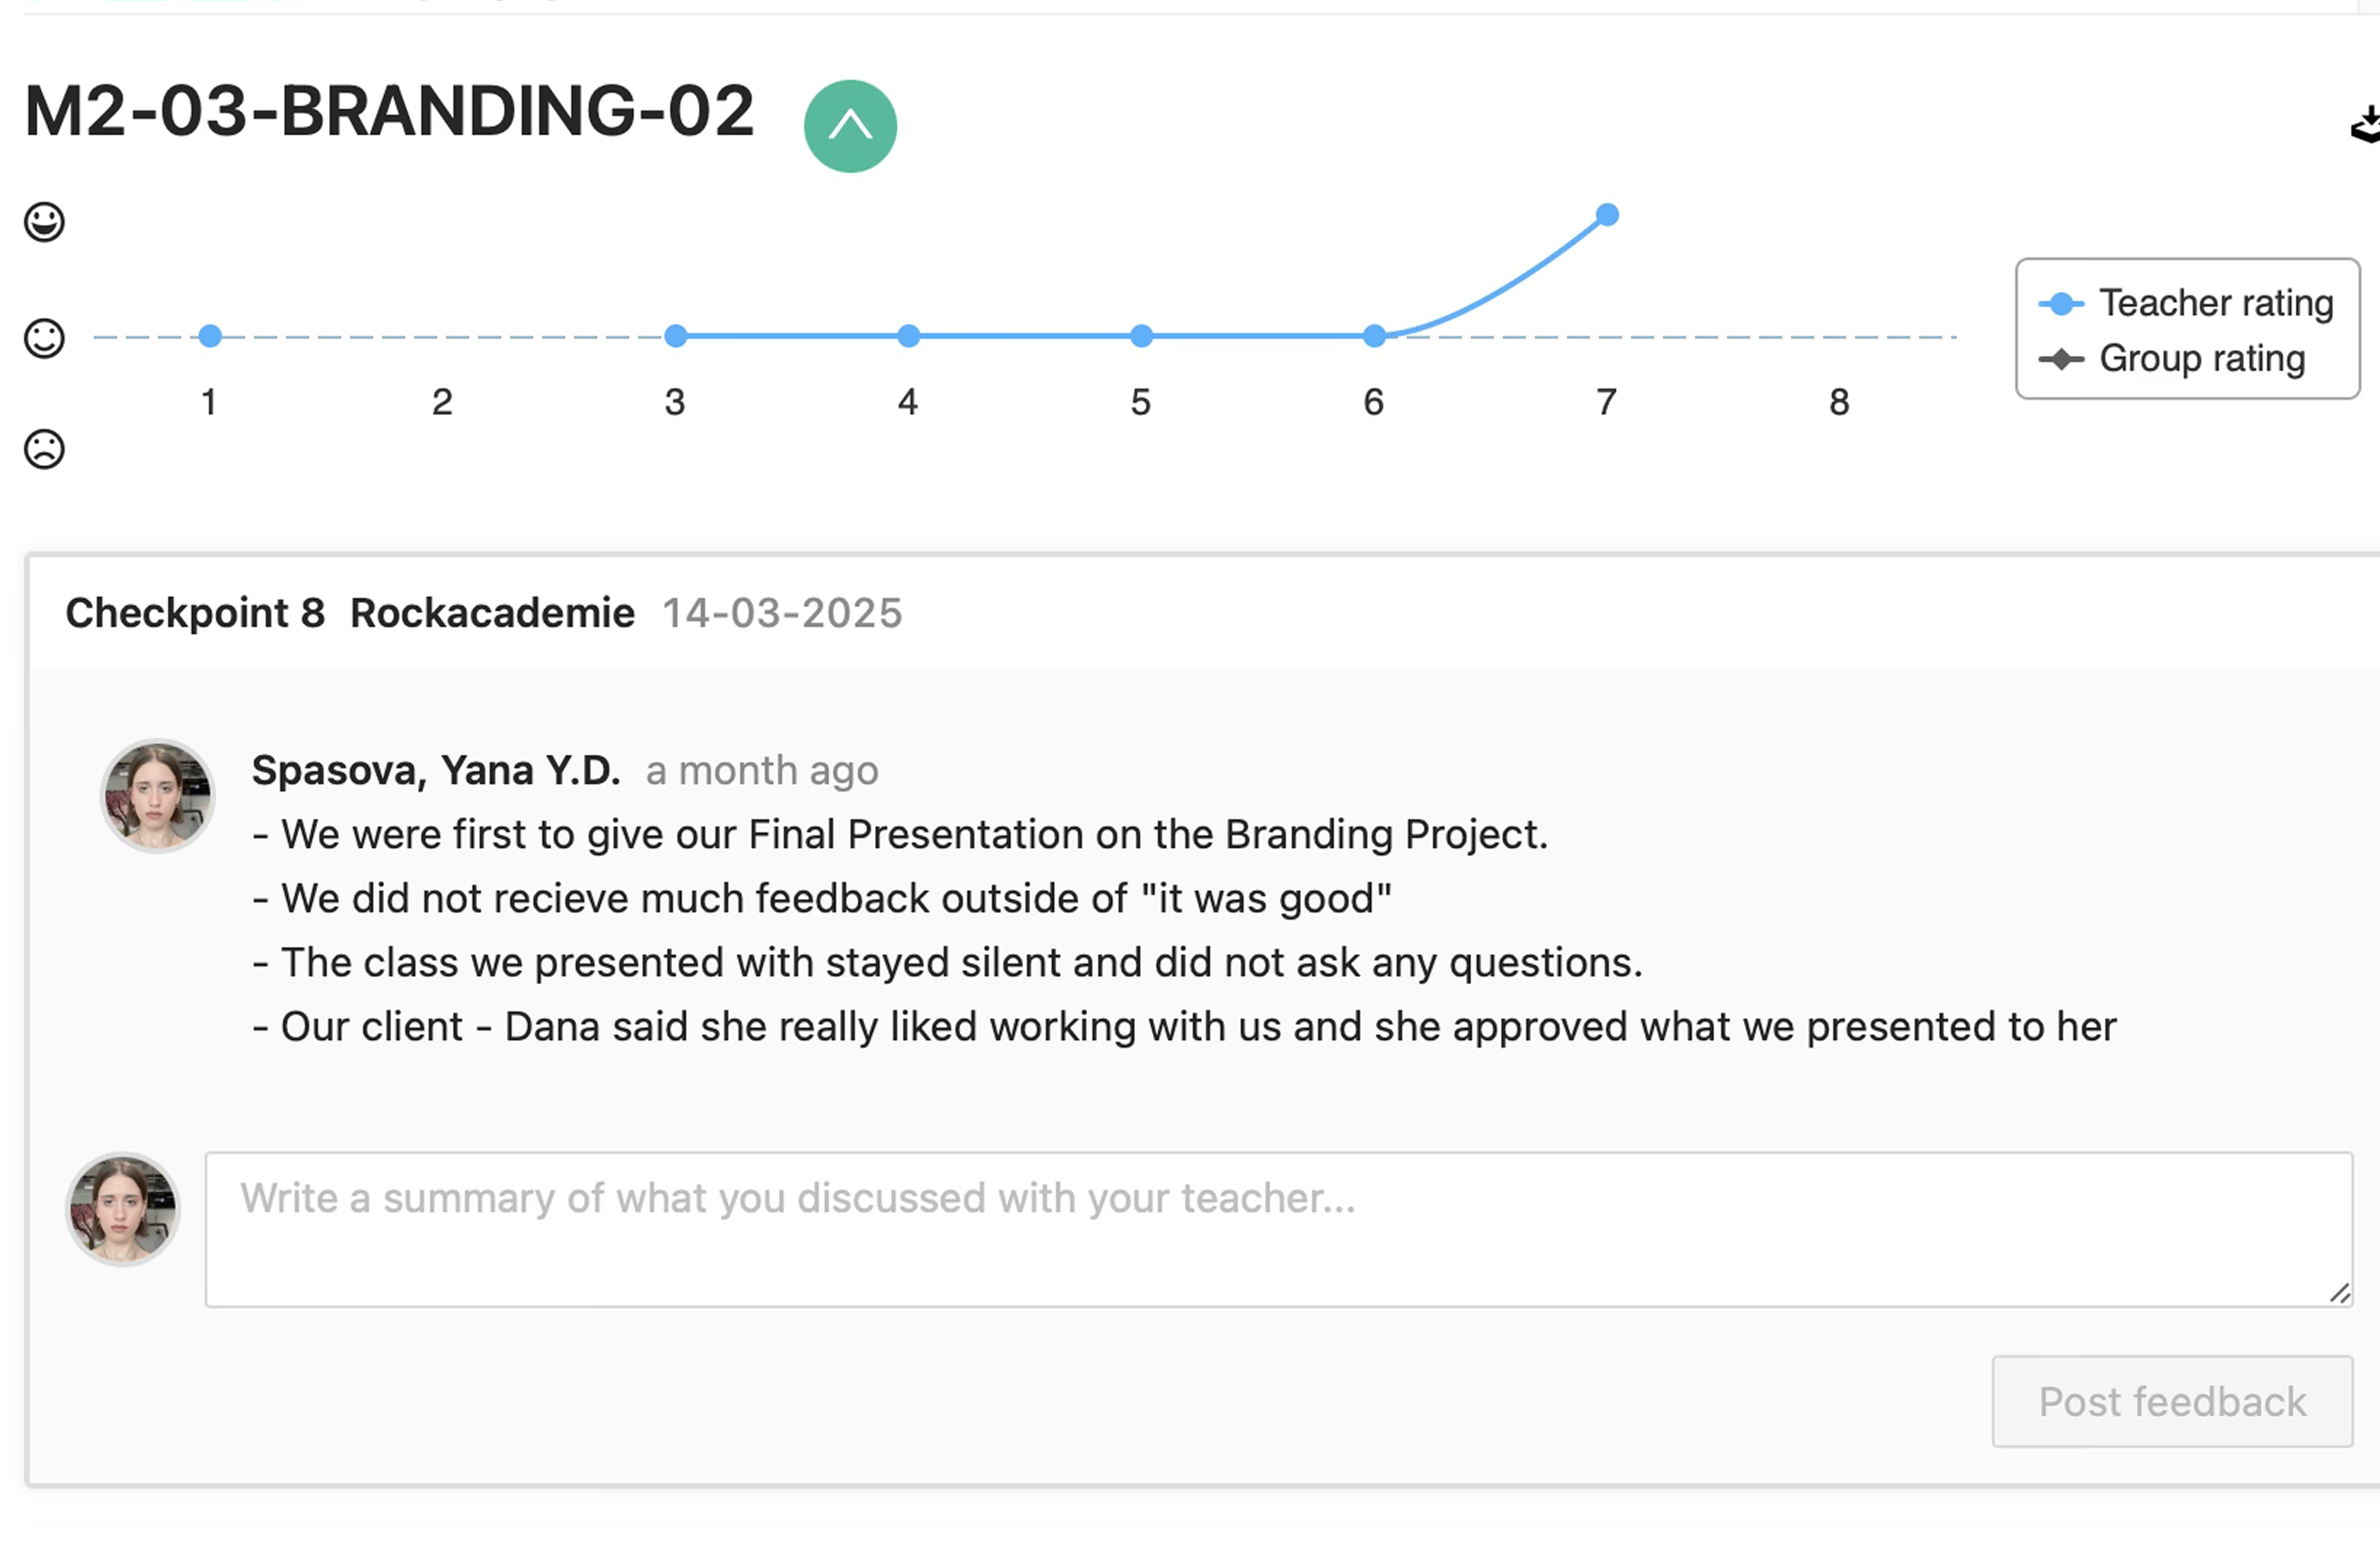 M2-03-BRANDING-02
Teacher rating
Group rating
1 2 3 4 5 6 7 8
Checkpoint 8 Rockacademie 14-03-2025
Spasova, Yana Y.D. a month ago
- We were first to give our Final Presentation on the Branding Project.
- We did not recieve much feedback outside of "it was good"
- The class we presented with stayed silent and did not ask any questions.
- Our client - Dana said she really liked working with us and she approved what we presented to her
Write a summary of what you discussed with your teacher...
Post feedback